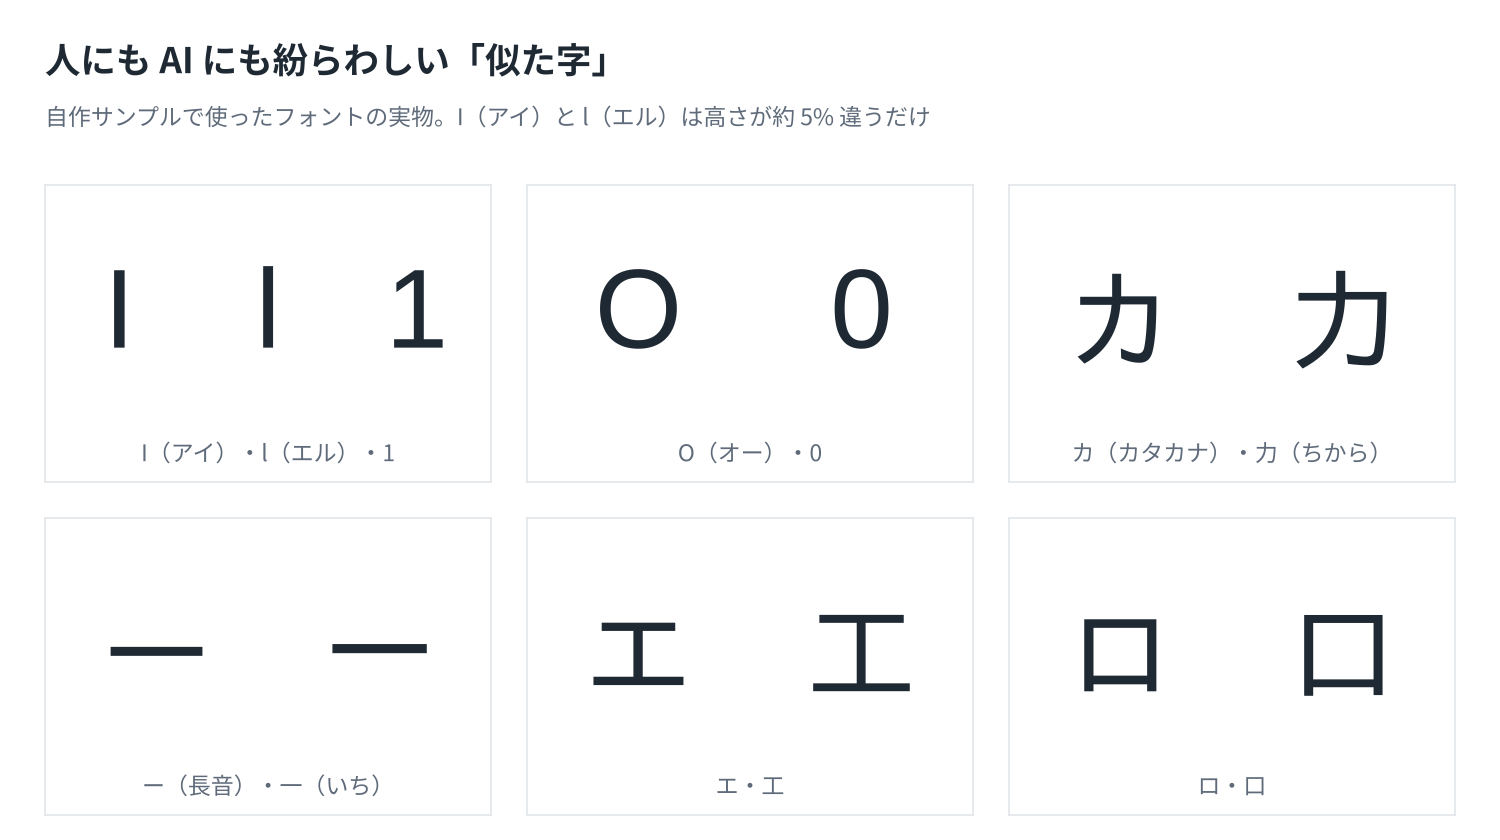 人にも AI にも紛らわしい「似た字」
自作サンプルで使ったフォントの実物。I（アイ）と l（エル）は高さが約 5% 違うだけ
I l 1
I（アイ）・l（エル）・1
O 0
O（オー）・0
カ 力
カ（カタカナ）・力（ちから）
ー 一
ー（長音）・一（いち）
エ 工
エ・工
ロ 口
ロ・口